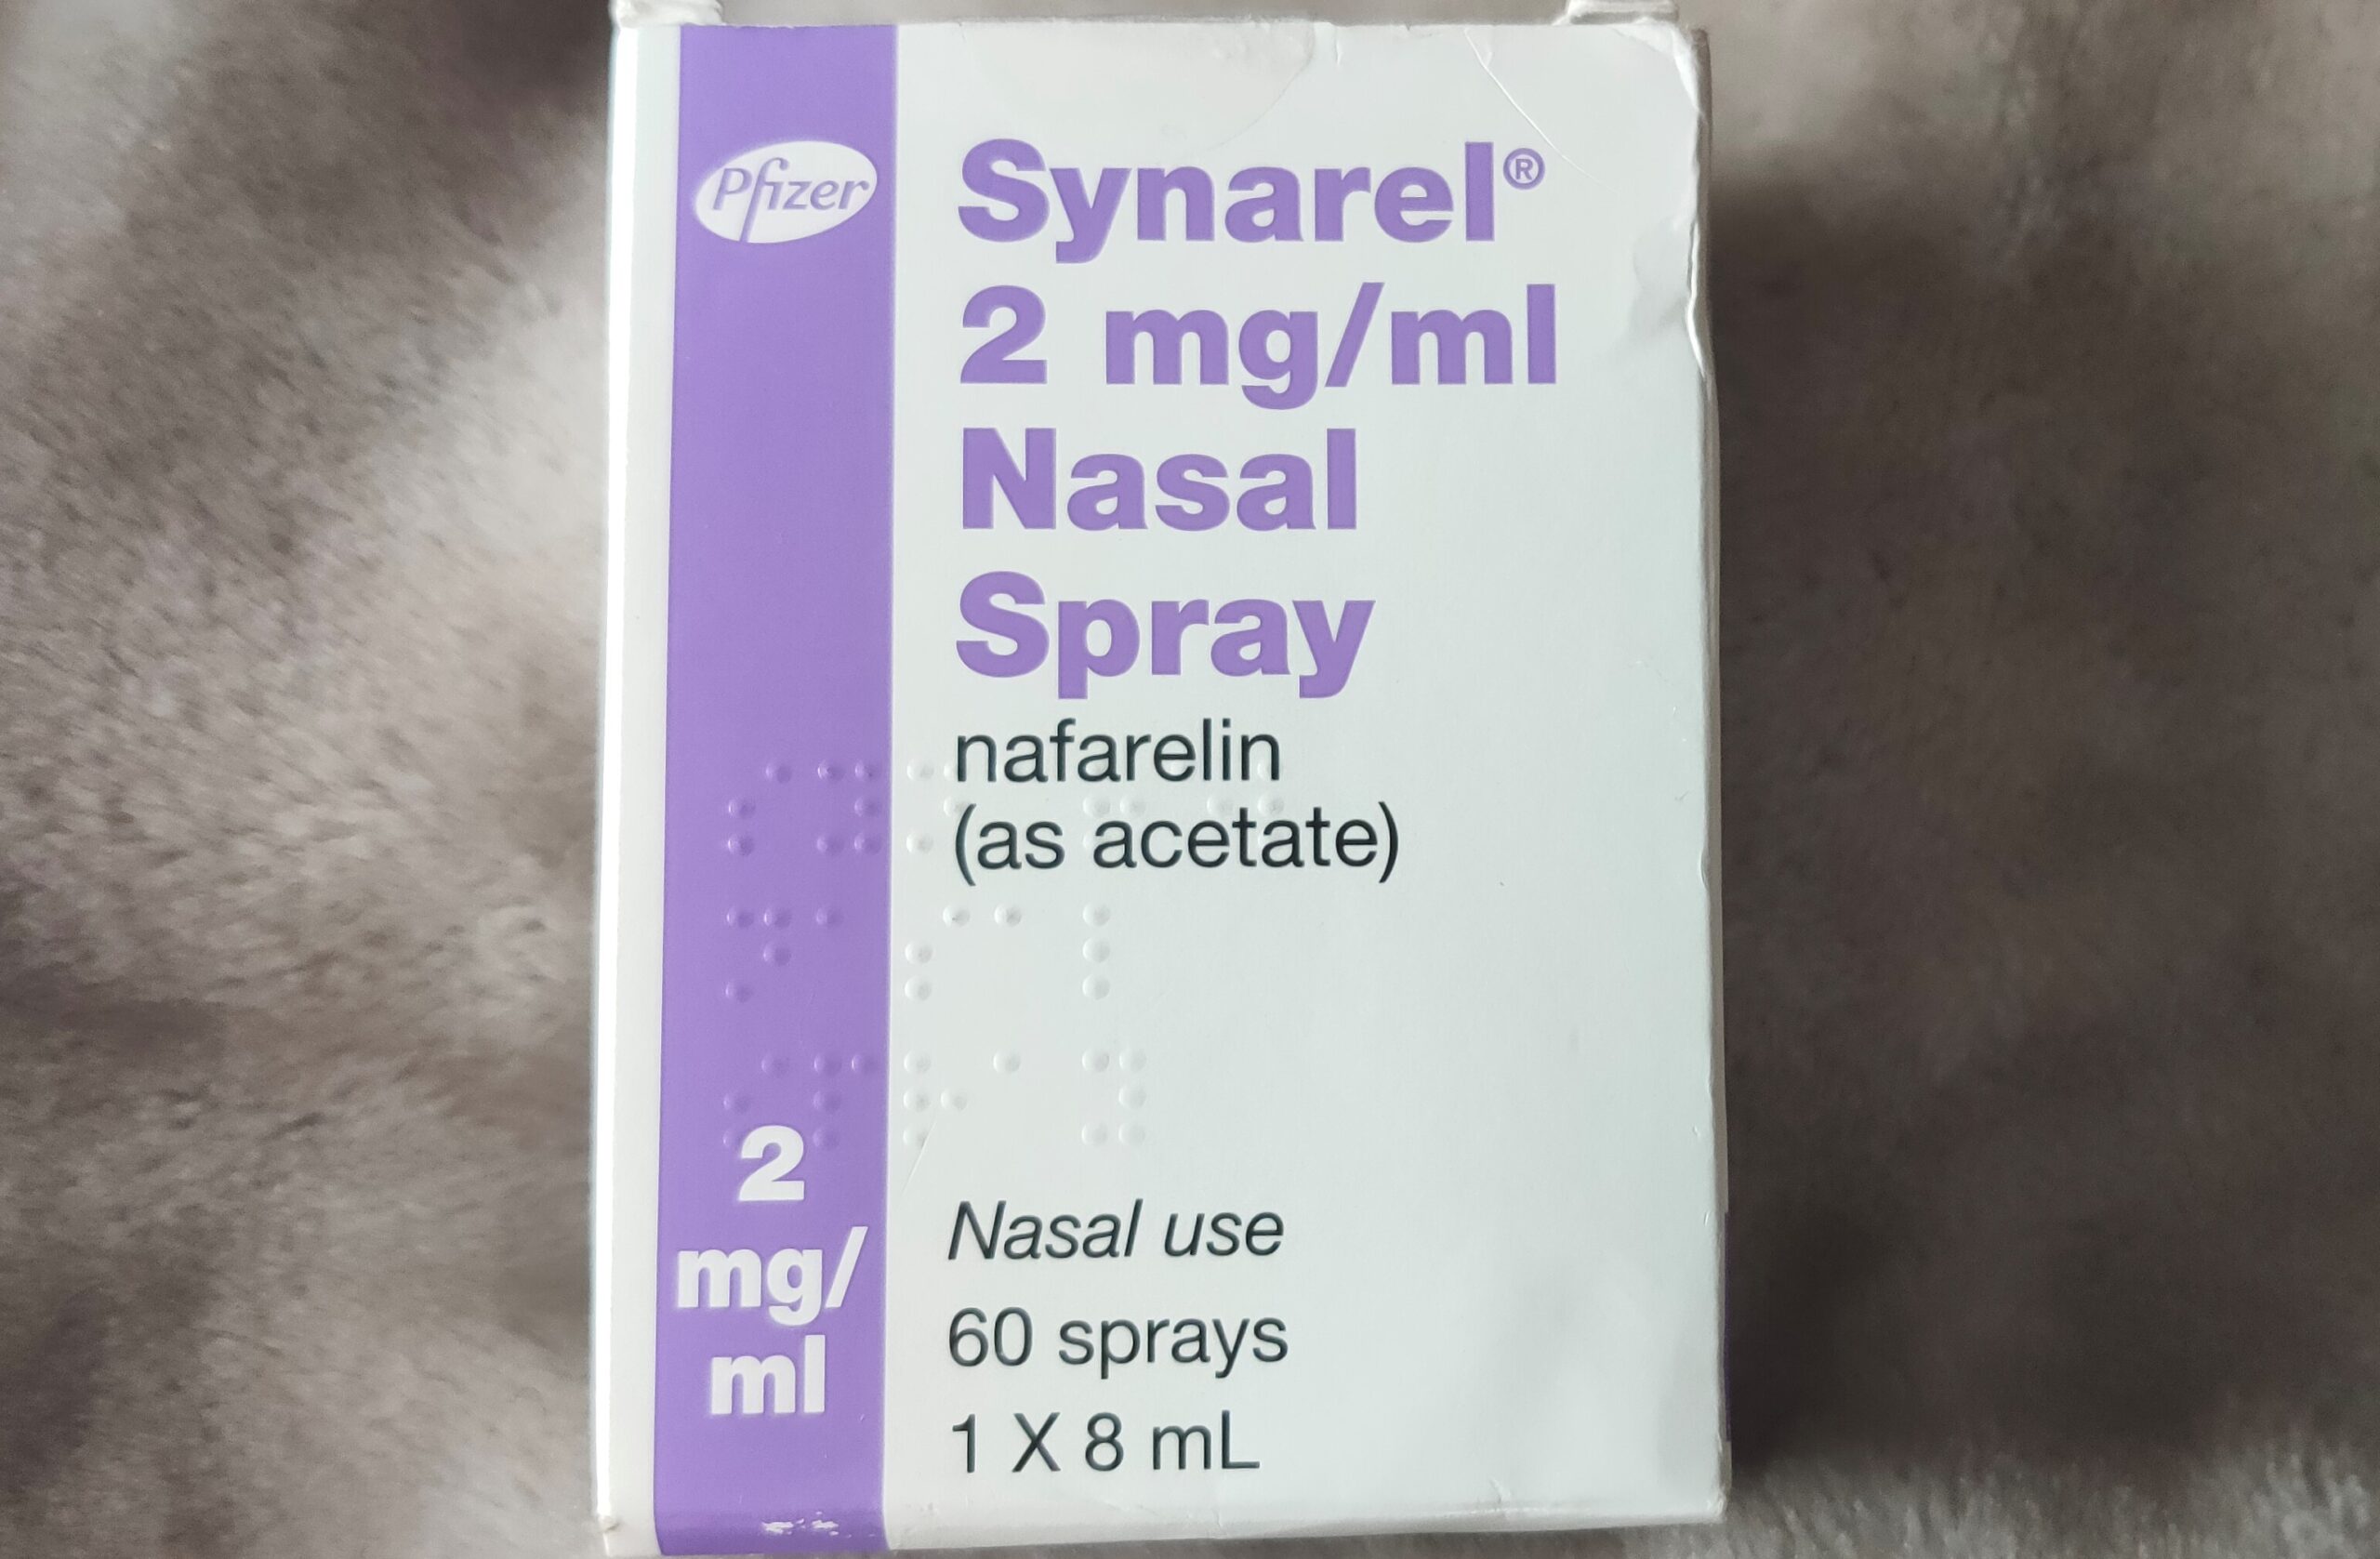 Pfizer
Synarel®
2 mg/ml
Nasal
Spray
nafarelin
(as acetate)
2
mg/
ml
Nasal use
60 sprays
1 X 8 mL